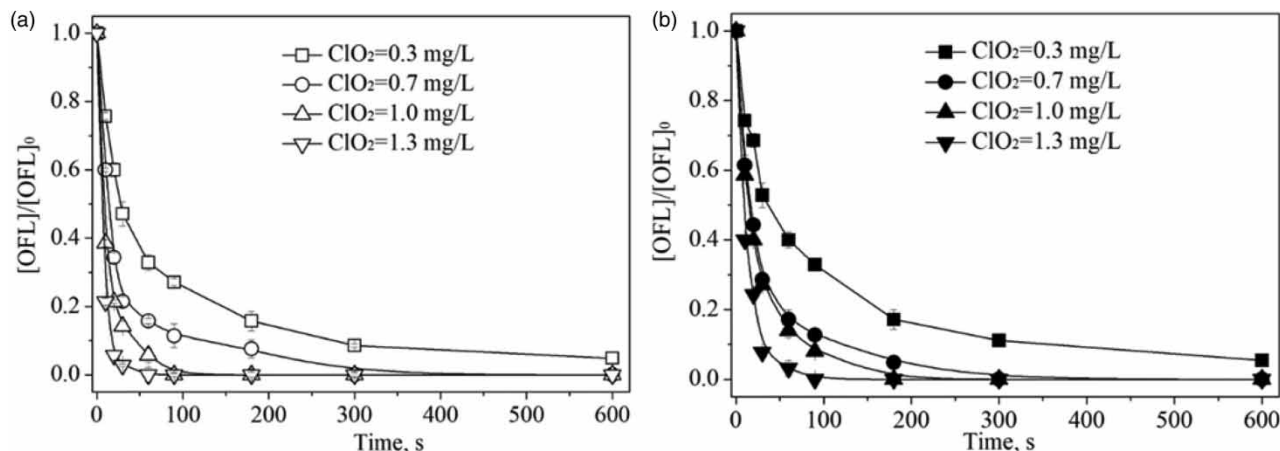 (a)
1.0
0.8
0.6
0.4
0.2
0.0
[OFL]/[OFL]₀
ClO₂=0.3 mg/L
ClO₂=0.7 mg/L
ClO₂=1.0 mg/L
ClO₂=1.3 mg/L
0 100 200 300 400 500 600
Time, s
(b)
1.0
0.8
0.6
0.4
0.2
0.0
[OFL]/[OFL]₀
ClO₂=0.3 mg/L
ClO₂=0.7 mg/L
ClO₂=1.0 mg/L
ClO₂=1.3 mg/L
0 100 200 300 400 500 600
Time, s